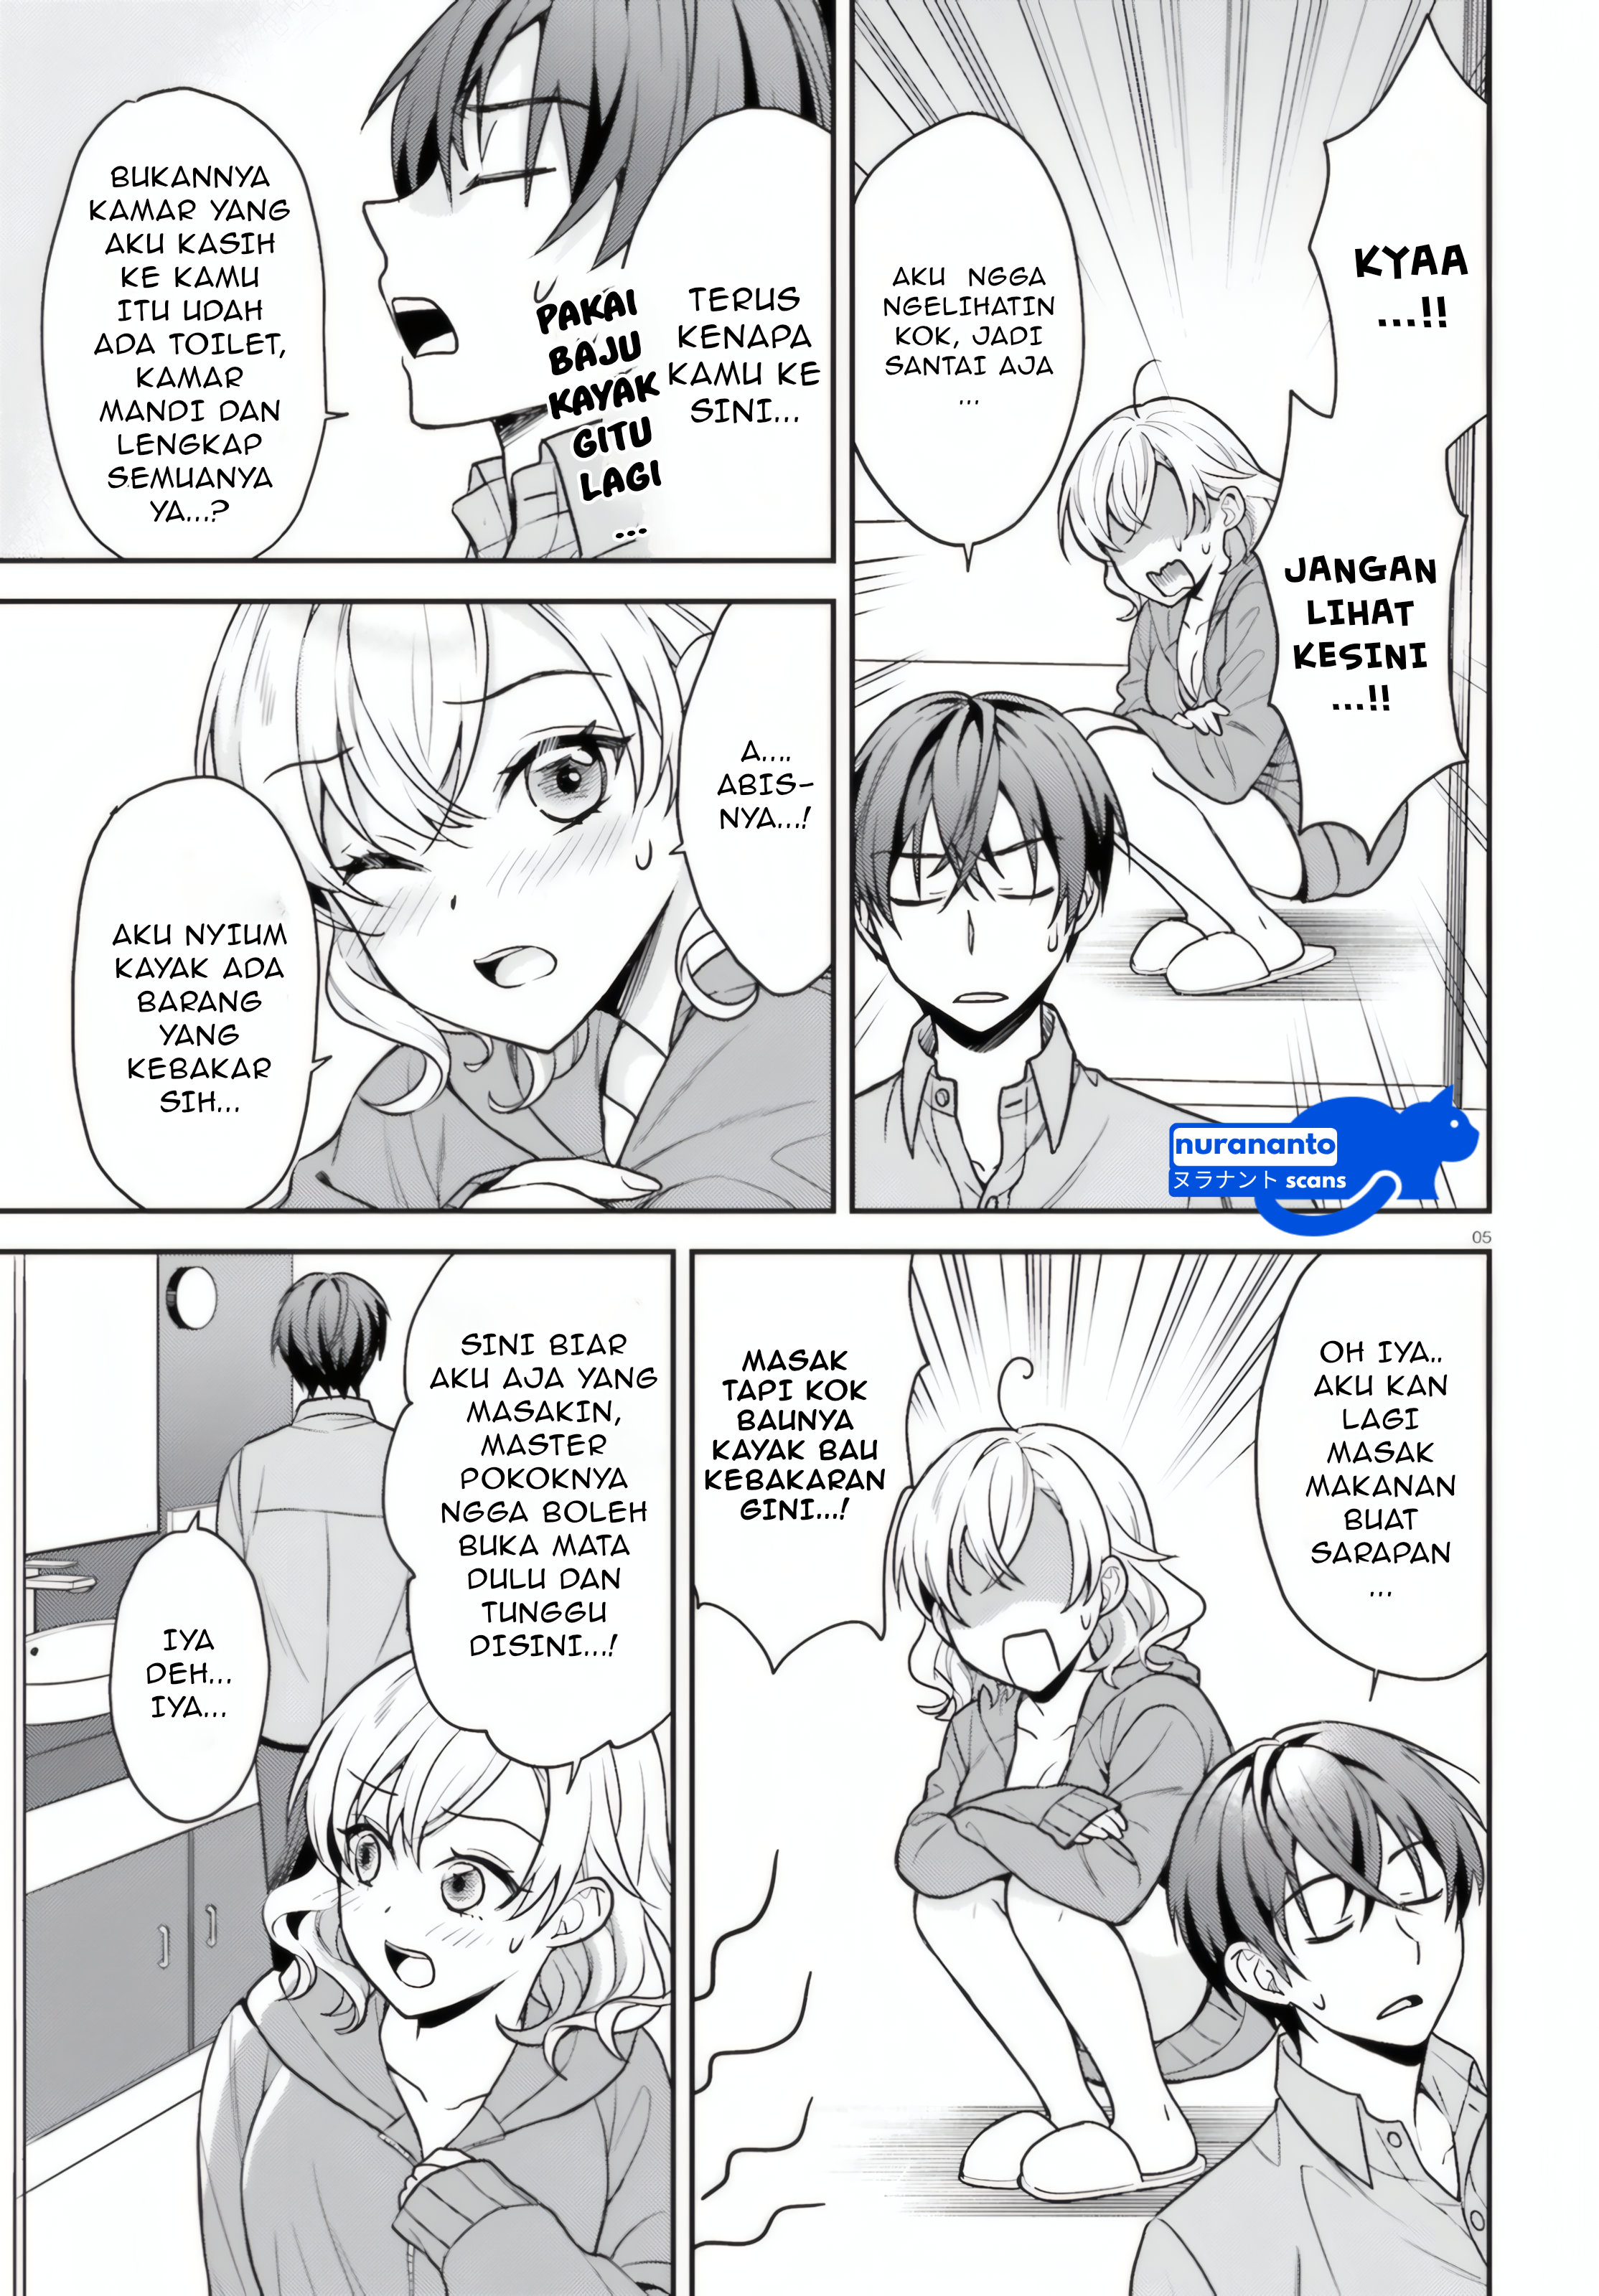 KYAA
...!!
JANGAN
LIHAT
KESINI
...!!
AKU NGGA
NGELIHATIN
KOK, JADI
SANTAI AJA
...
TERUS
KENAPA
KAMU KE
SINI...
PAKAI
BAJU
KAYAK
GITU
LAGI
...
BUKANNYA
KAMAR YANG
AKU KASIH
KE KAMU
ITU UDAH
ADA TOILET,
KAMAR
MANDI DAN
LENGKAP
SEMUANYA
YA...?
A....
ABIS-
NYA...!
AKU NYIUM
KAYAK ADA
BARANG
YANG
KEBAKAR
SIH...
nurananto
ヌラナント scans
05
OH IYA..
AKU KAN
LAGI
MASAK
MAKANAN
BUAT
SARAPAN
...
MASAK
TAPI KOK
BAUNYA
KAYAK BAU
KEBAKARAN
GINI...!
SINI BIAR
AKU AJA YANG
MASAKIN,
MASTER
POKOKNYA
NGGA BOLEH
BUKA MATA
DULU DAN
TUNGGU
DISINI...!
IYA
DEH...
IYA...